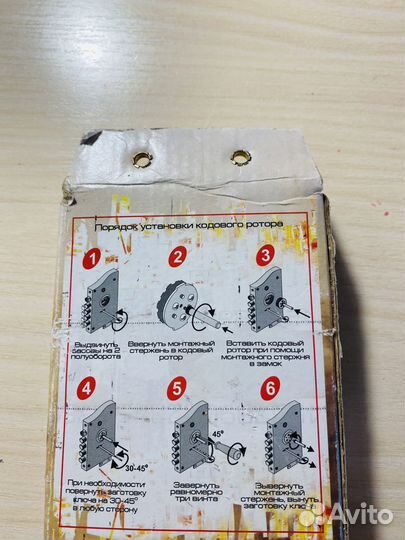 Порядок установки кодового ротора
1
2
3
Выдвинуть
засовы на 2
полуоборота
Ввернуть монтажный
стержень в кодовый
ротор
Вставить кодовый
ротор при помощи
монтажного стержня
в замок
4
5
6
30-45°
45°
При необходимости
повернуть заготовку
ключа на 30-45°
в любую сторону
Завернуть
равномерно
три винта
Вывернуть
монтажный
стержень, вынуть
заготовку ключа
Avito